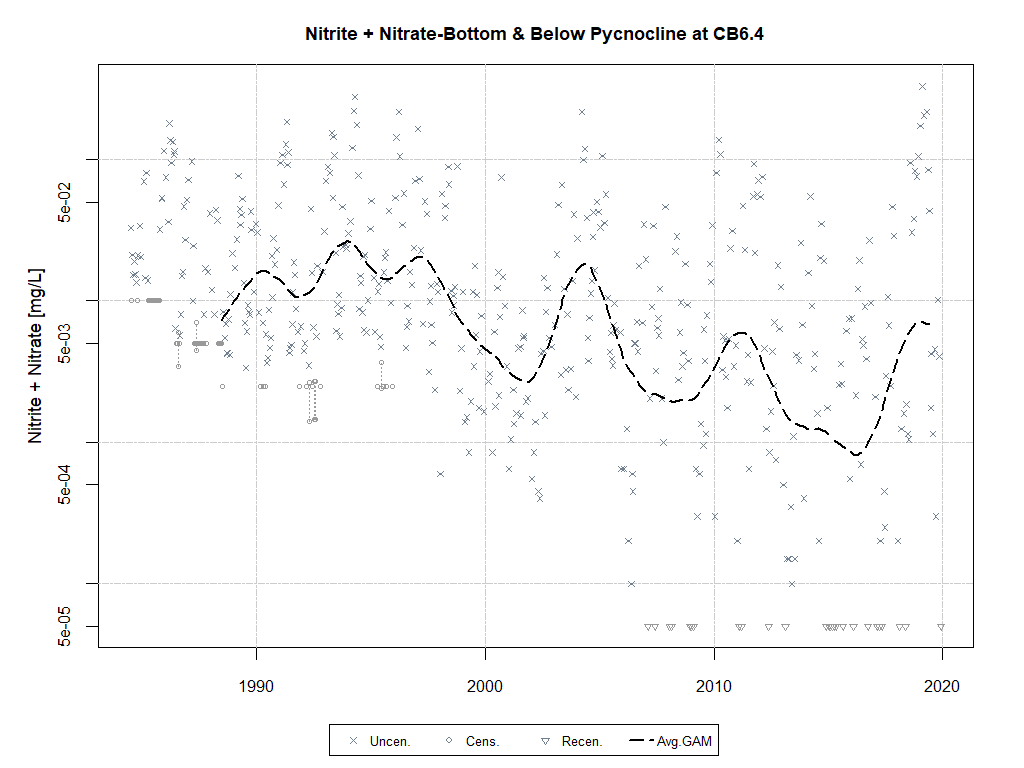 Nitrite + Nitrate-Bottom & Below Pycnocline at CB6.4
Nitrite + Nitrate [mg/L]
5e-02
5e-03
5e-04
5e-05
1990 2000 2010 2020
Uncen. Cens. Recen. Avg.GAM